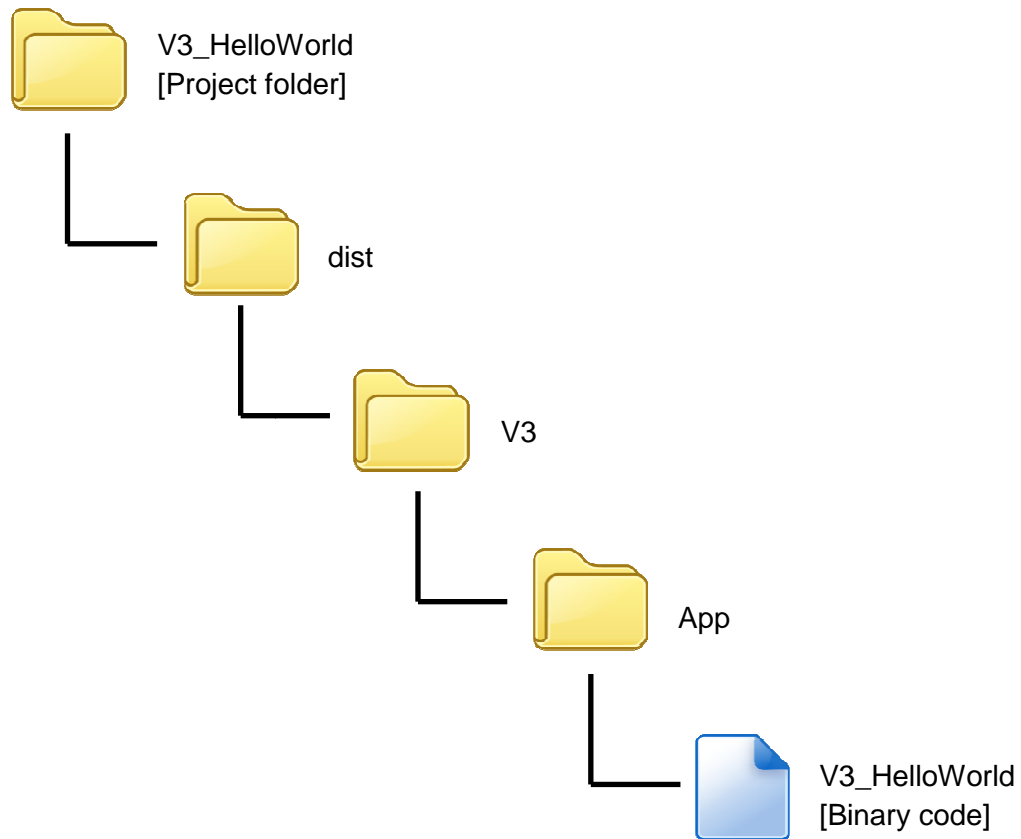 V3_HelloWorld
[Project folder]
dist
V3
App
V3_HelloWorld
[Binary code]